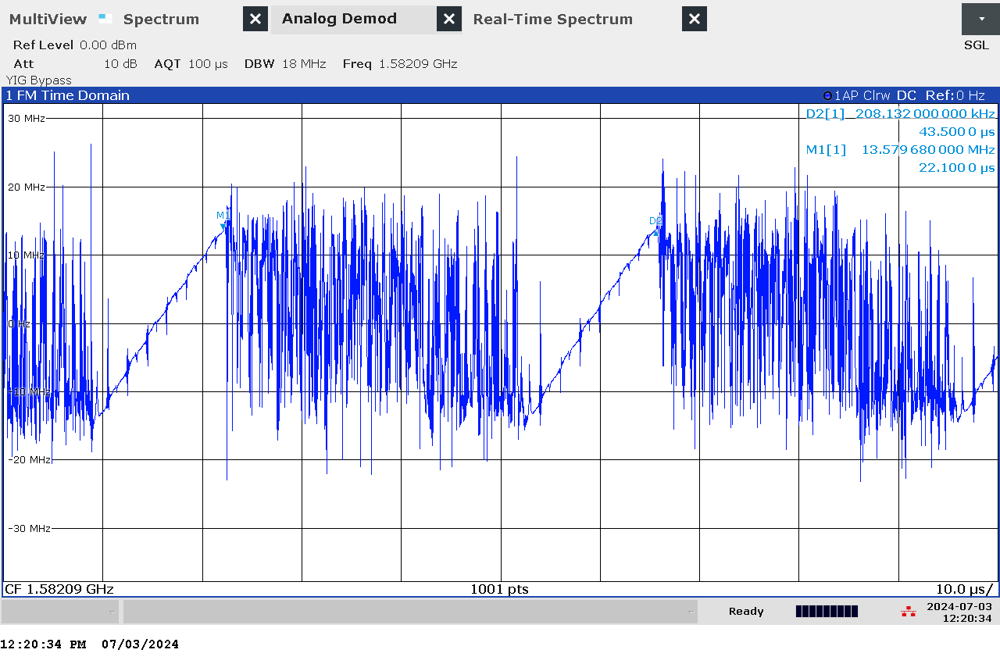 MultiView Spectrum Analog Demod Real-Time Spectrum
Ref Level 0.00 dBm SGL
Att 10 dB AQT 100 µs DBW 18 MHz Freq 1.58209 GHz
YIG Bypass
1 FM Time Domain 1AP Clrw DC Ref:0 Hz
30 MHz
D2[1] 208.132 000 000 kHz
43.500 0 µs
M1[1] 13.579 680 000 MHz
22.100 0 µs
20 MHz
M1
D2
10 MHz
0 Hz
-10 MHz
-20 MHz
-30 MHz
CF 1.58209 GHz 1001 pts 10.0 µs/
Ready 2024-07-03
12:20:34
12:20:34 PM 07/03/2024